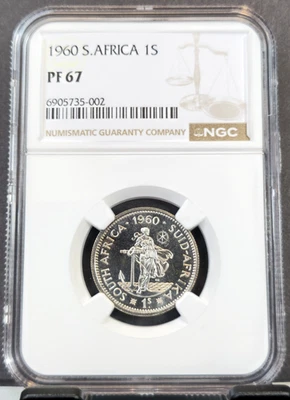 1960 S.AFRICA 1S
PF 67
6905735-002
NUMISMATIC GUARANTY COMPANY NGC
SOUTH AFRICA · 1960 · SUID-AFRIKA
1S